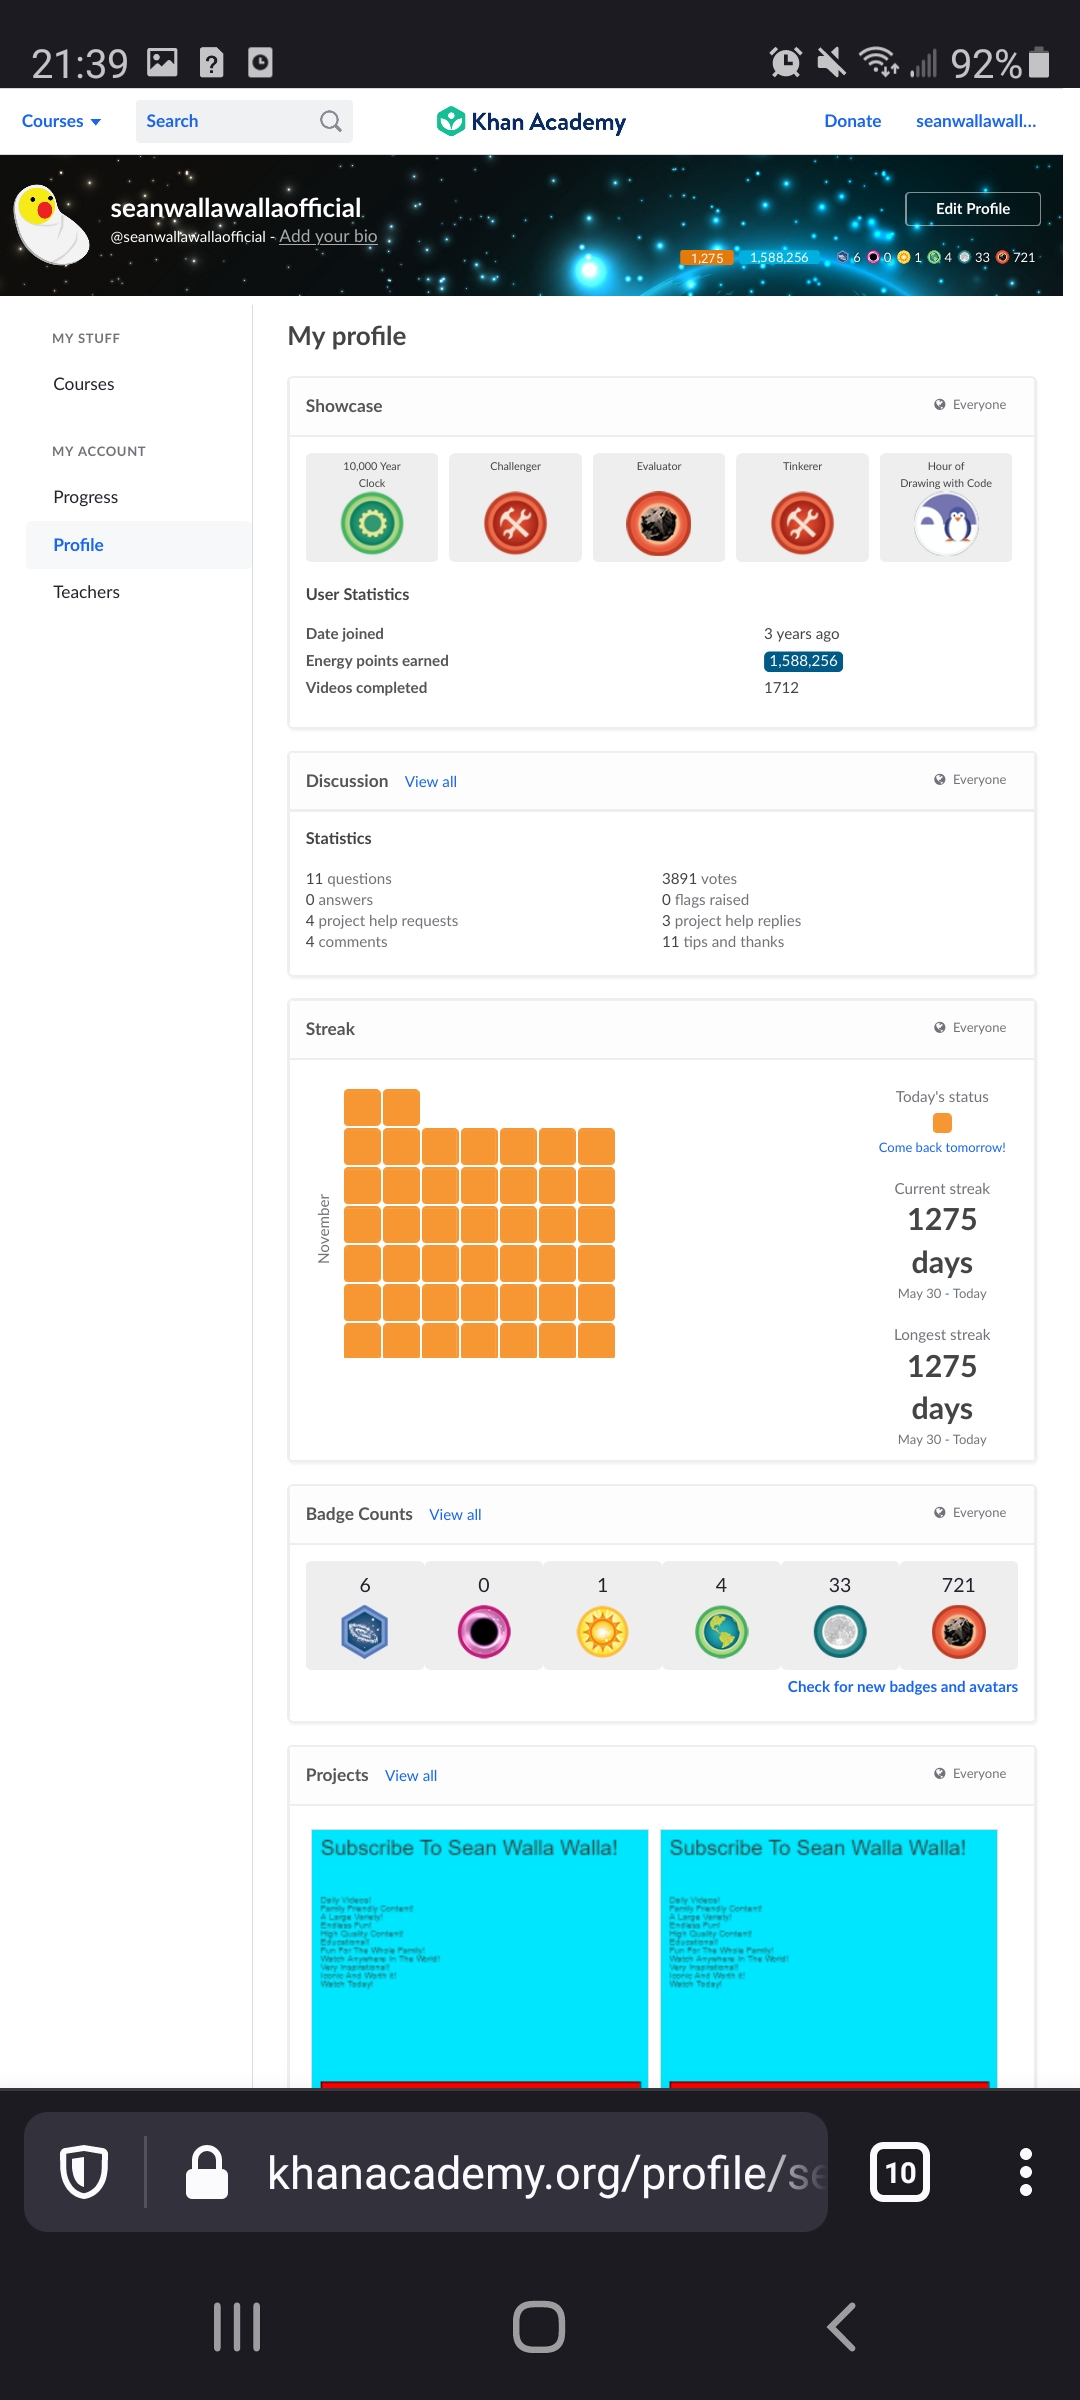 21:39
92%
Courses
Search
Khan Academy
Donate
seanwallawall...
seanwallawallaofficial
@seanwallawallaofficial - Add your bio
Edit Profile
1,275
1,588,256
6 0 1 4 33 721
MY STUFF
Courses
MY ACCOUNT
Progress
Profile
Teachers
My profile
Showcase
Everyone
10,000 Year
Clock
Challenger
Evaluator
Tinkerer
Hour of
Drawing with Code
User Statistics
Date joined 3 years ago
Energy points earned 1,588,256
Videos completed 1712
Discussion View all
Everyone
Statistics
11 questions
0 answers
4 project help requests
4 comments
3891 votes
0 flags raised
3 project help replies
11 tips and thanks
Streak
Everyone
November
Today's status
Come back tomorrow!
Current streak
1275
days
May 30 - Today
Longest streak
1275
days
May 30 - Today
Badge Counts View all
Everyone
6 0 1 4 33 721
Check for new badges and avatars
Projects View all
Everyone
Subscribe To Sean Walla Walla!
Daily Videos!
Family Friendly Content!
A Large Variety!
Endless Fun!
High Quality Content!
Educational!
Fun For The Whole Family!
Watch Anywhere In The World!
Very Inspirational!
Iconic And Worth It!
Watch Today!
Subscribe To Sean Walla Walla!
Daily Videos!
Family Friendly Content!
A Large Variety!
Endless Fun!
High Quality Content!
Educational!
Fun For The Whole Family!
Watch Anywhere In The World!
Very Inspirational!
Iconic And Worth It!
Watch Today!
khanacademy.org/profile/se
10